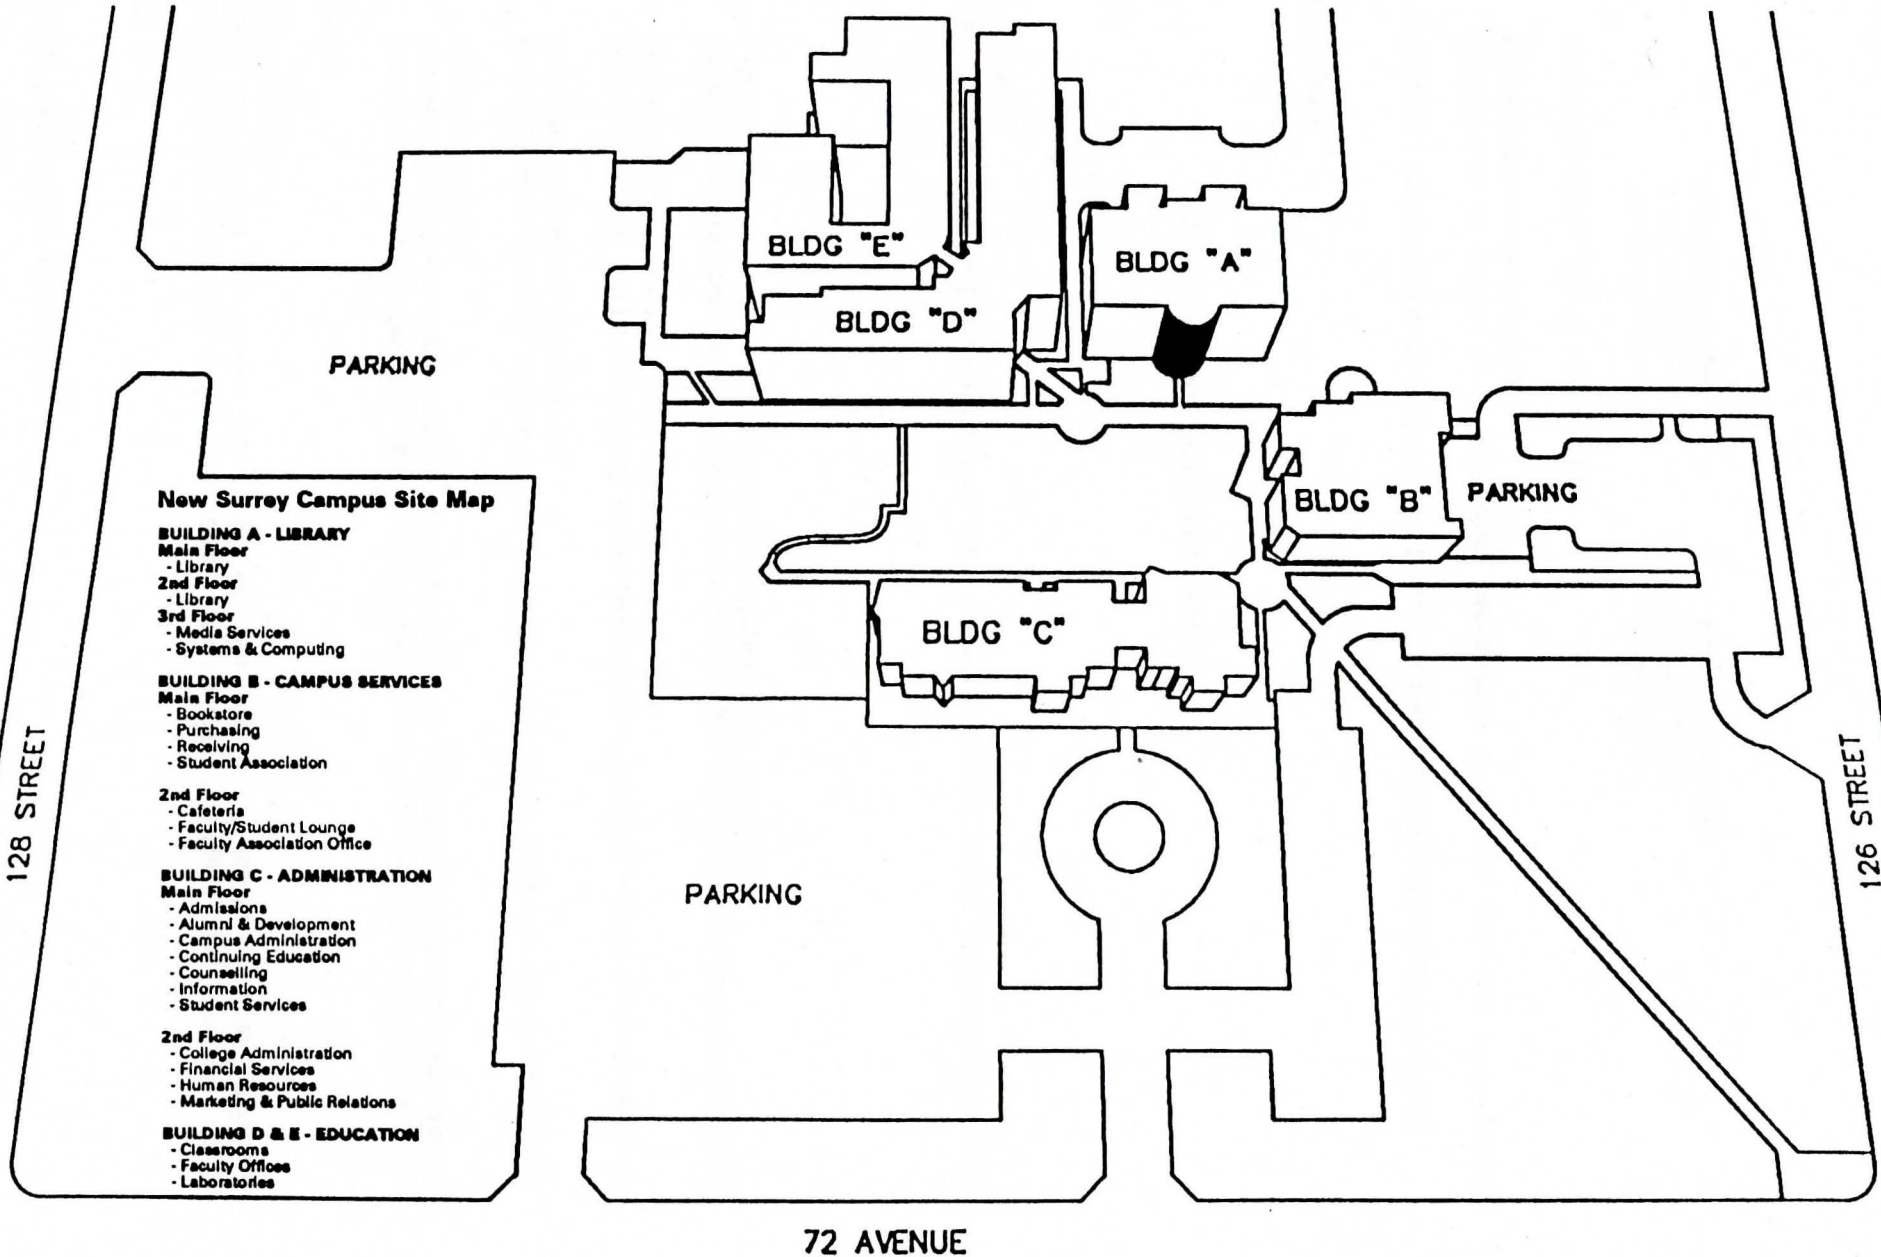 BLDG "E"
BLDG "A"
BLDG "D"
PARKING
BLDG "B"
PARKING
BLDG "C"
New Surrey Campus Site Map
BUILDING A - LIBRARY
Main Floor
- Library
2nd Floor
- Library
3rd Floor
- Media Services
- Systems & Computing
BUILDING B - CAMPUS SERVICES
Main Floor
- Bookstore
- Purchasing
- Receiving
- Student Association
2nd Floor
- Cafeteria
- Faculty/Student Lounge
- Faculty Association Office
BUILDING C - ADMINISTRATION
Main Floor
- Admissions
- Alumni & Development
- Campus Administration
- Continuing Education
- Counselling
- Information
- Student Services
2nd Floor
- College Administration
- Financial Services
- Human Resources
- Marketing & Public Relations
BUILDING D & E - EDUCATION
- Classrooms
- Faculty Offices
- Laboratories
128 STREET
PARKING
126 STREET
72 AVENUE